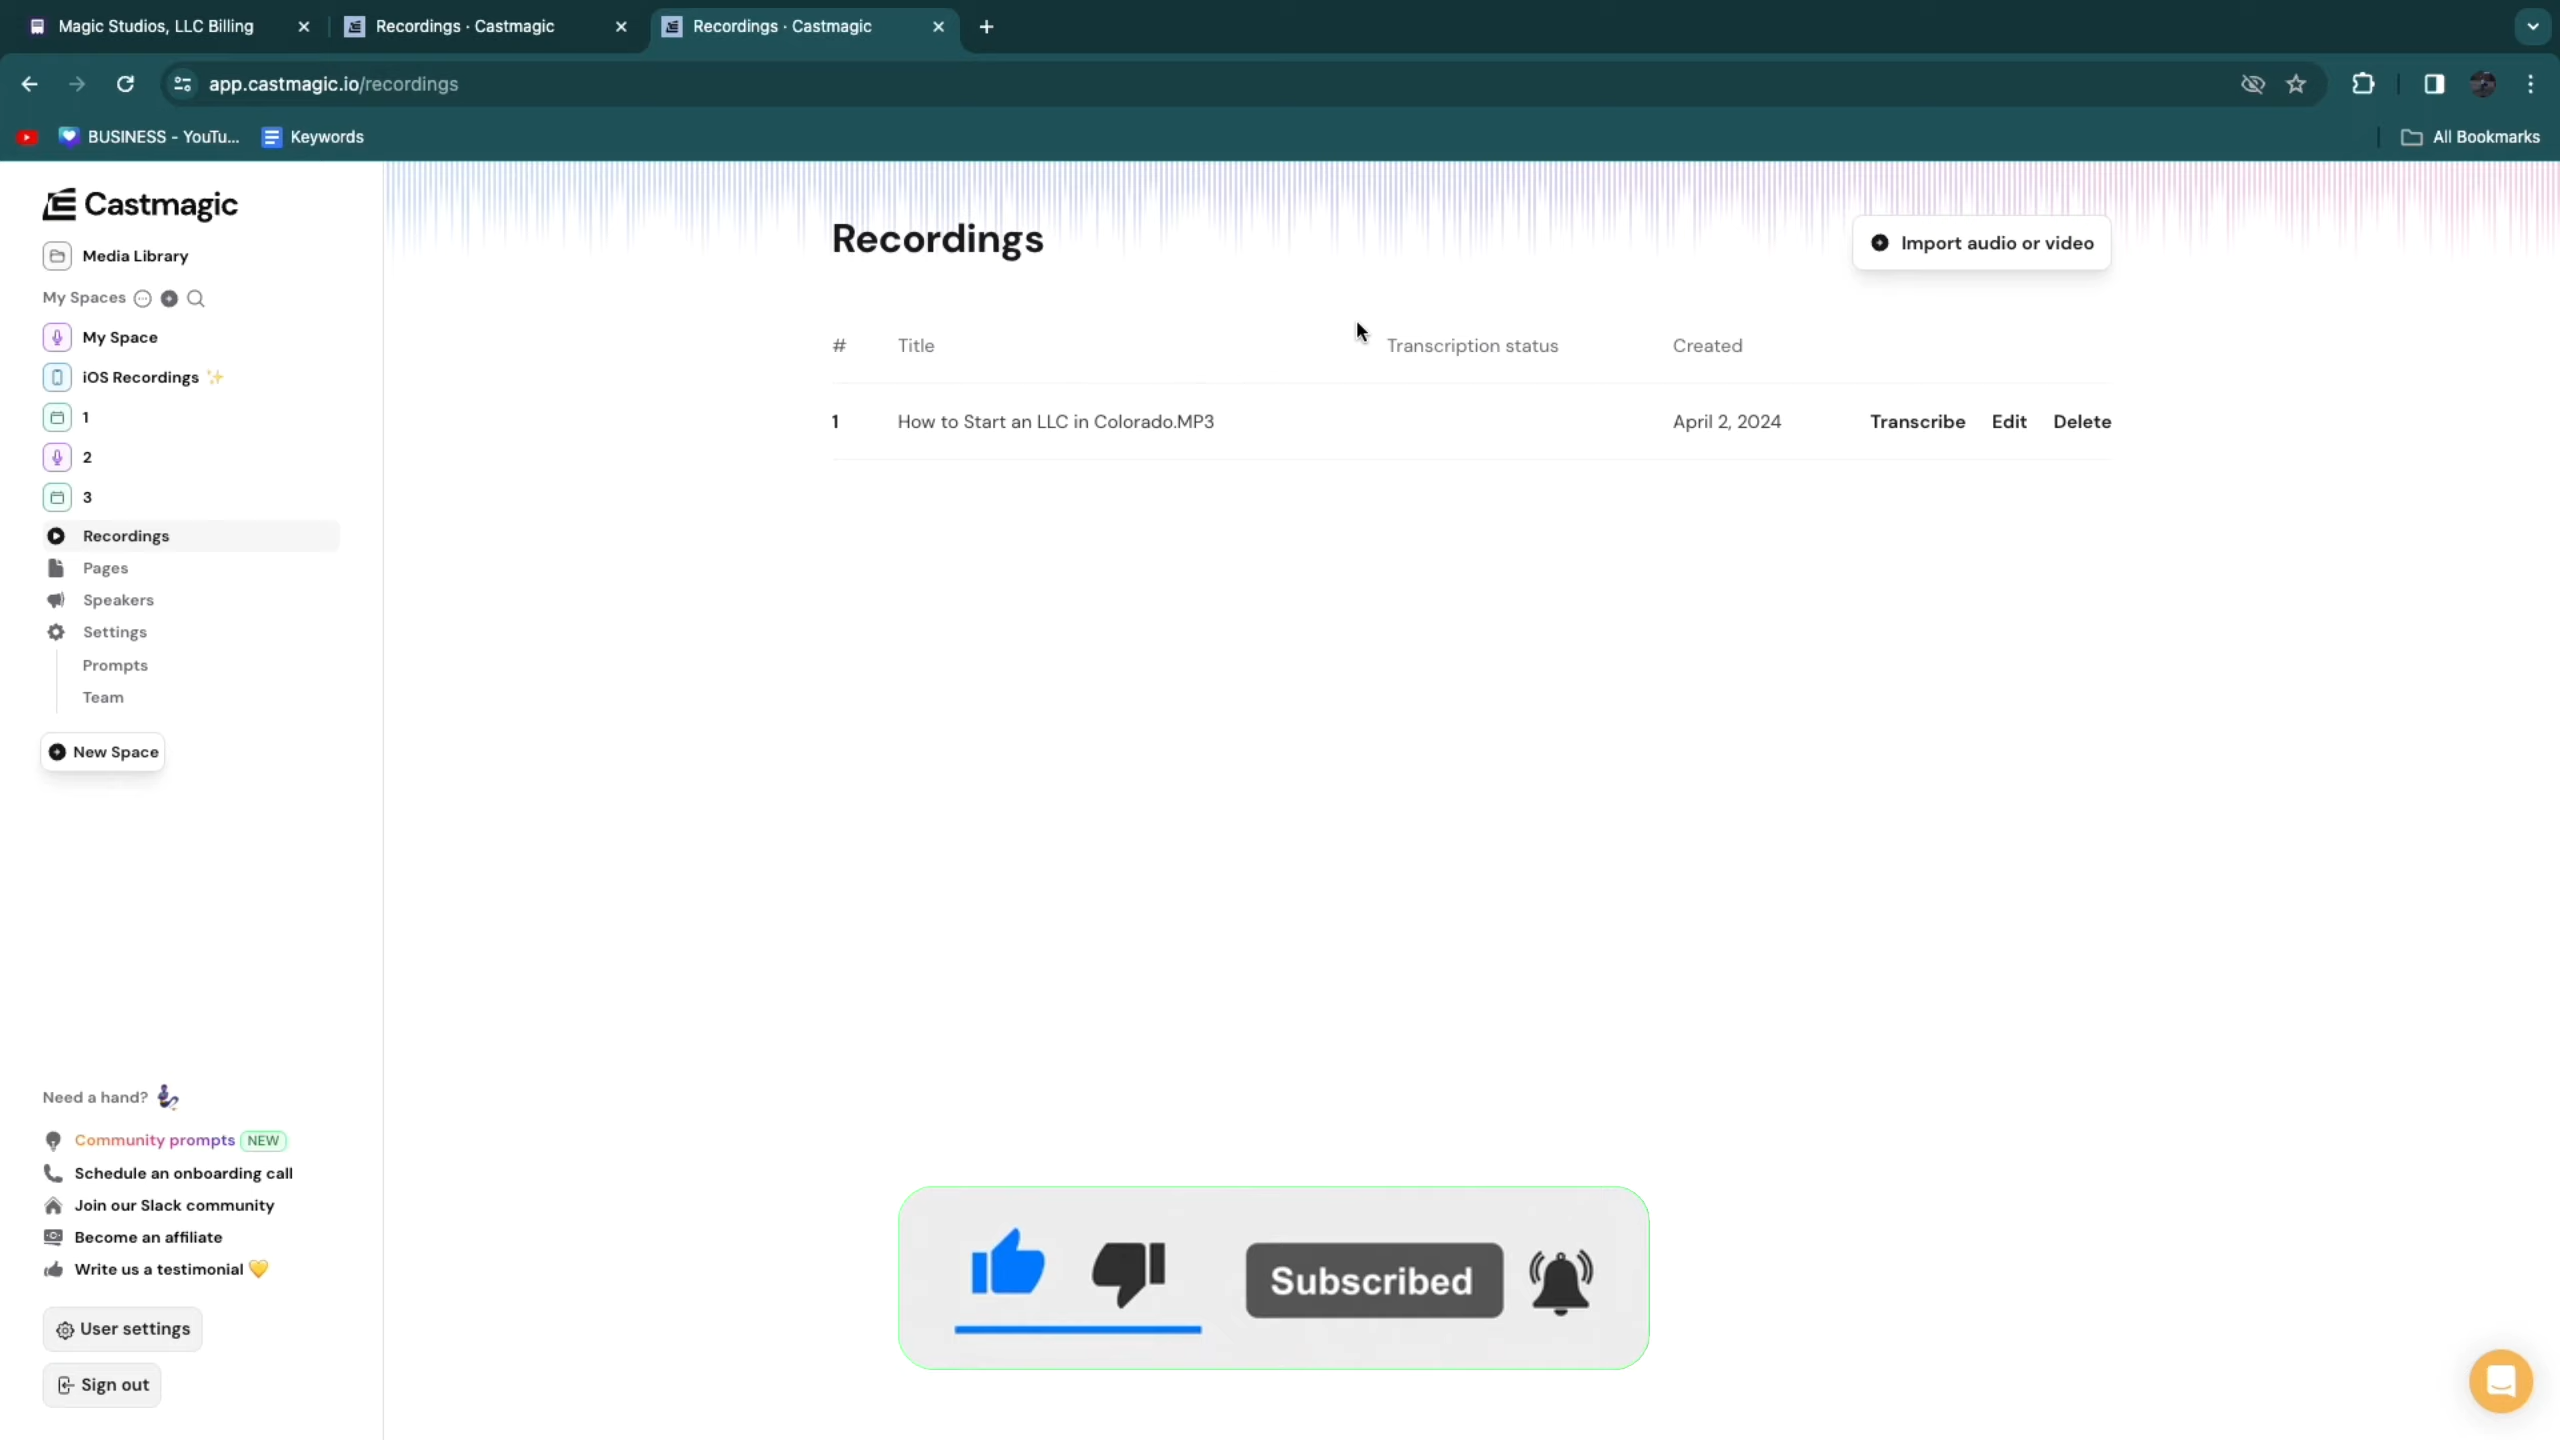 Magic Studios, LLC Billing
Recordings · Castmagic
Recordings · Castmagic
app.castmagic.io/recordings
BUSINESS - YouTu...
Keywords
All Bookmarks
Castmagic
Media Library
My Spaces
My Space
iOS Recordings ✨
1
2
3
Recordings
Pages
Speakers
Settings
Prompts
Team
New Space
Need a hand?
Community prompts NEW
Schedule an onboarding call
Join our Slack community
Become an affiliate
Write us a testimonial 💛
User settings
Sign out
Recordings
Import audio or video
# Title Transcription status Created
1 How to Start an LLC in Colorado.MP3 April 2, 2024 Transcribe Edit Delete
Subscribed